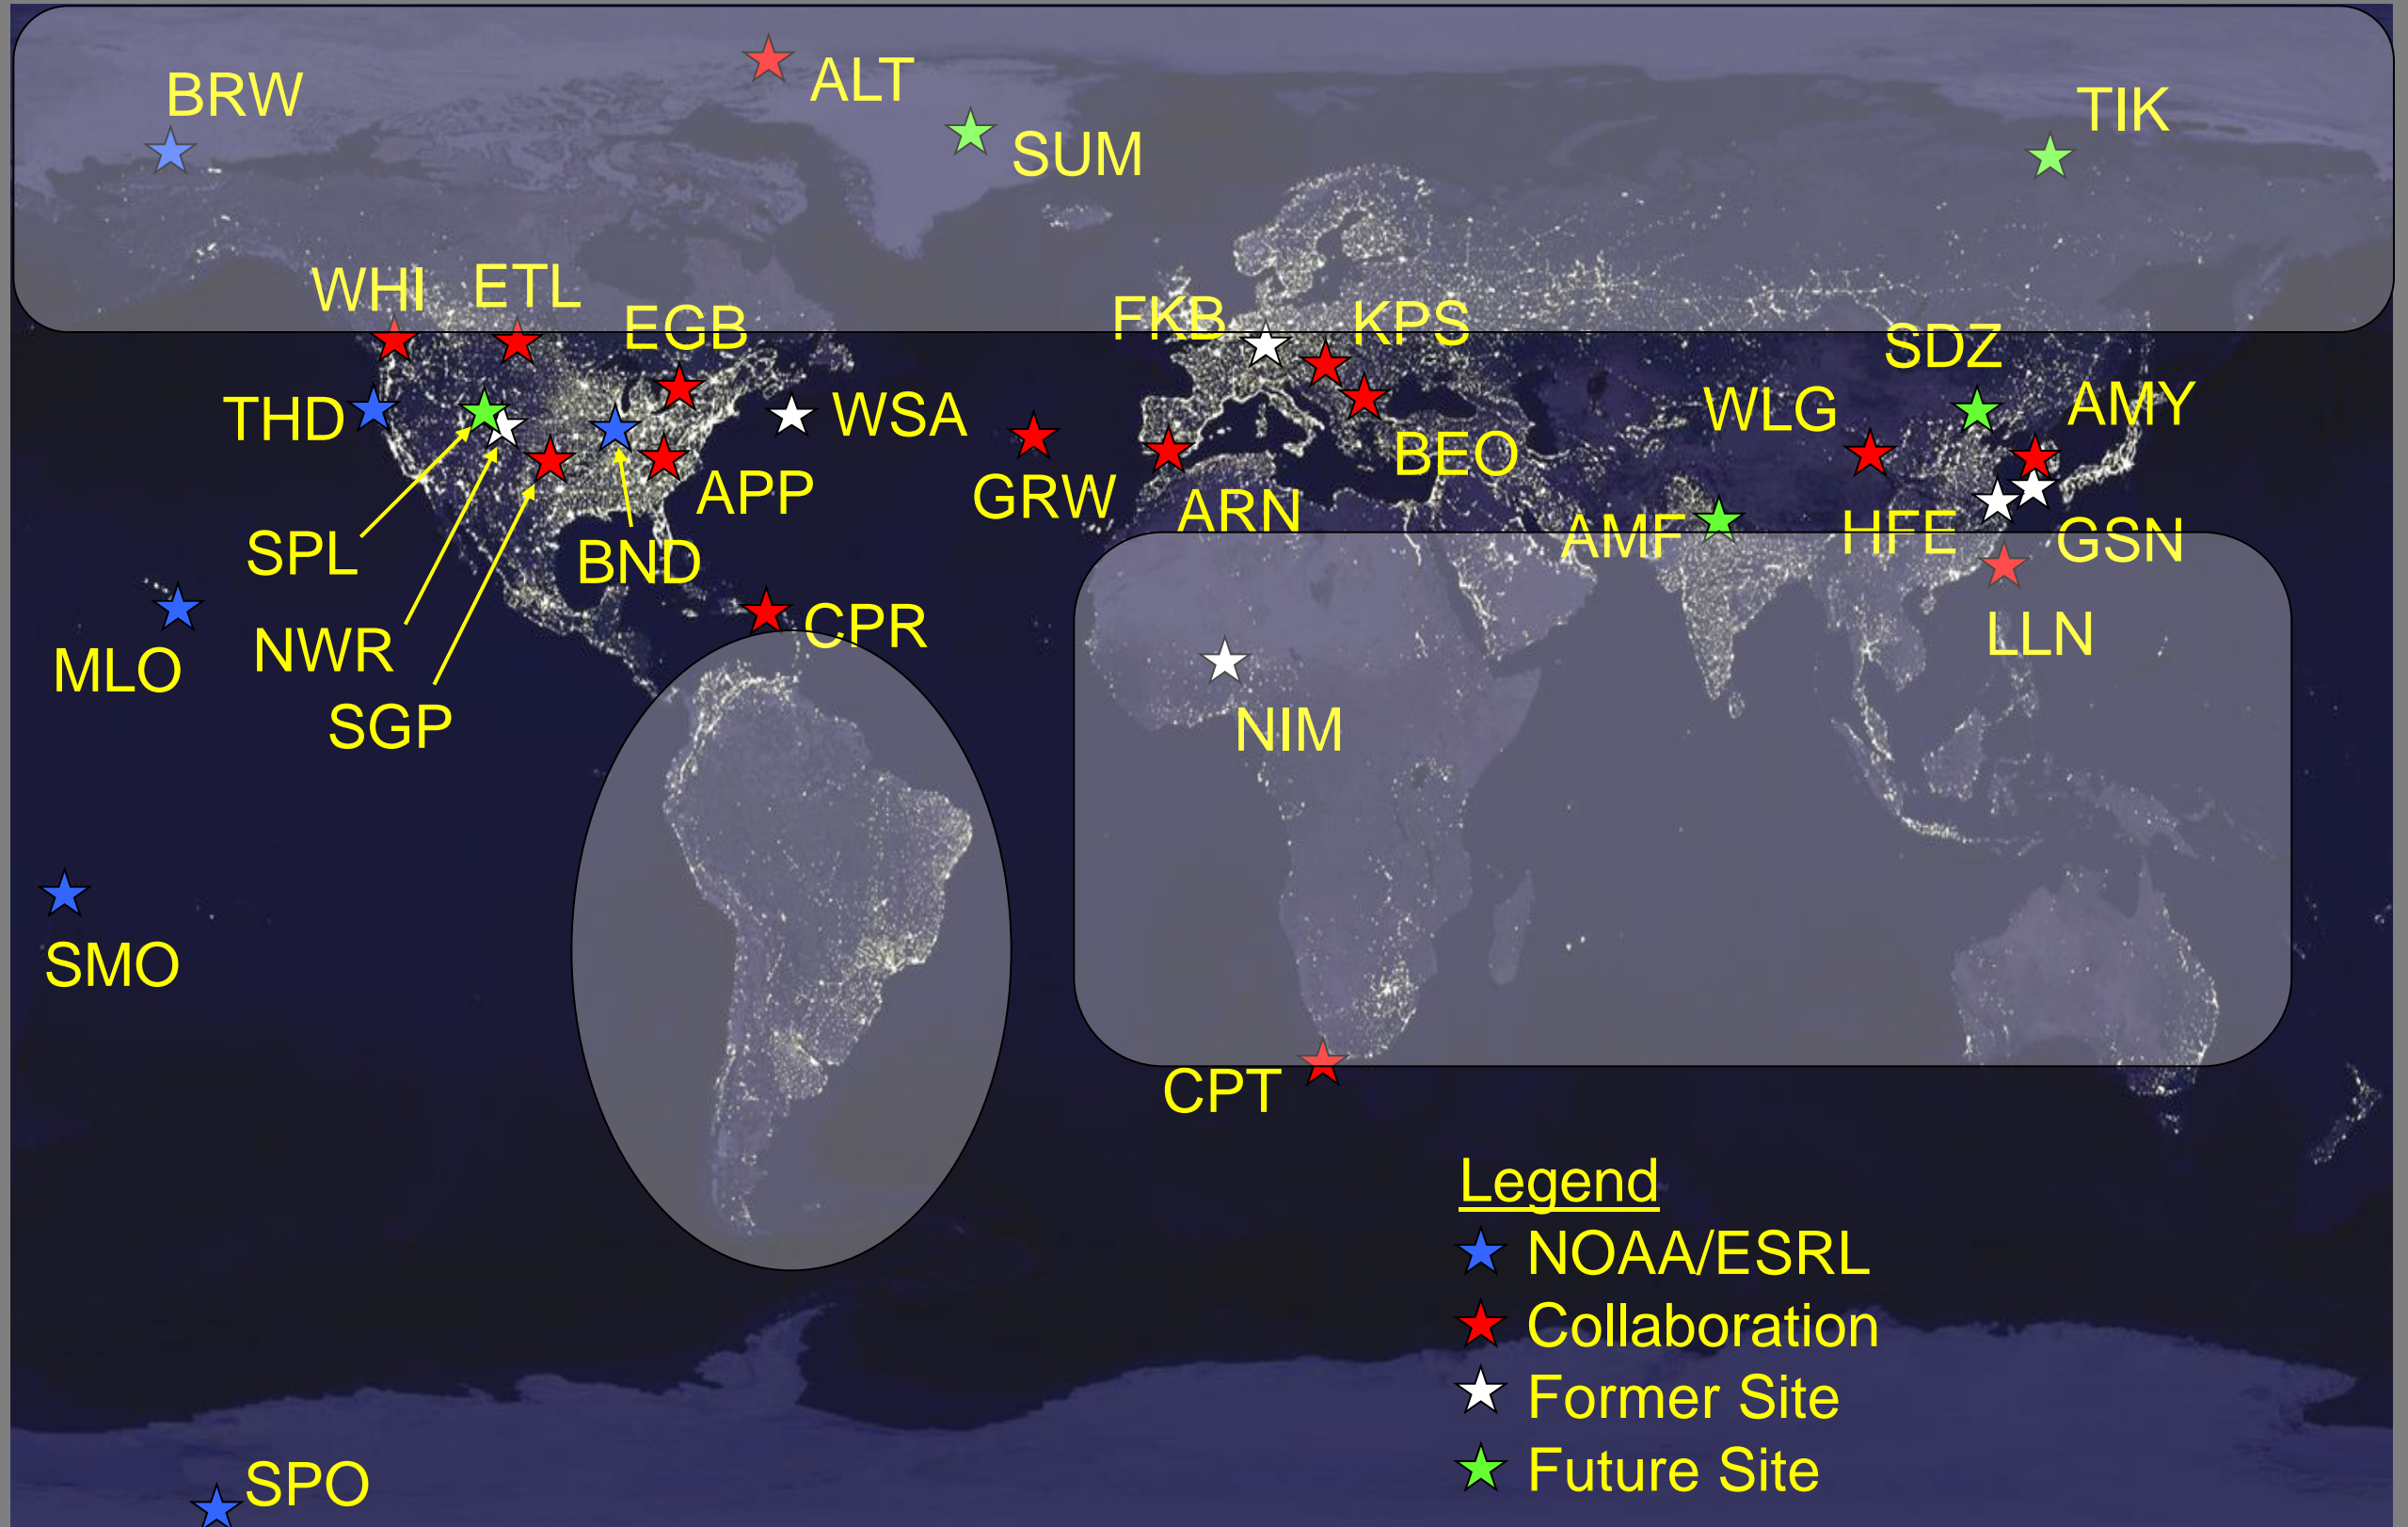 BRW
ALT
SUM
TIK
WHI
ETL
EGB
FKB
KPS
SDZ
THD
WSA
WLG
AMY
BEO
GRW
APP
ARN
AMF
HFE
GSN
SPL
BND
CPR
LLN
MLO
NWR
SGP
NIM
SMO
CPT
Legend
NOAA/ESRL
Collaboration
Former Site
Future Site
SPO